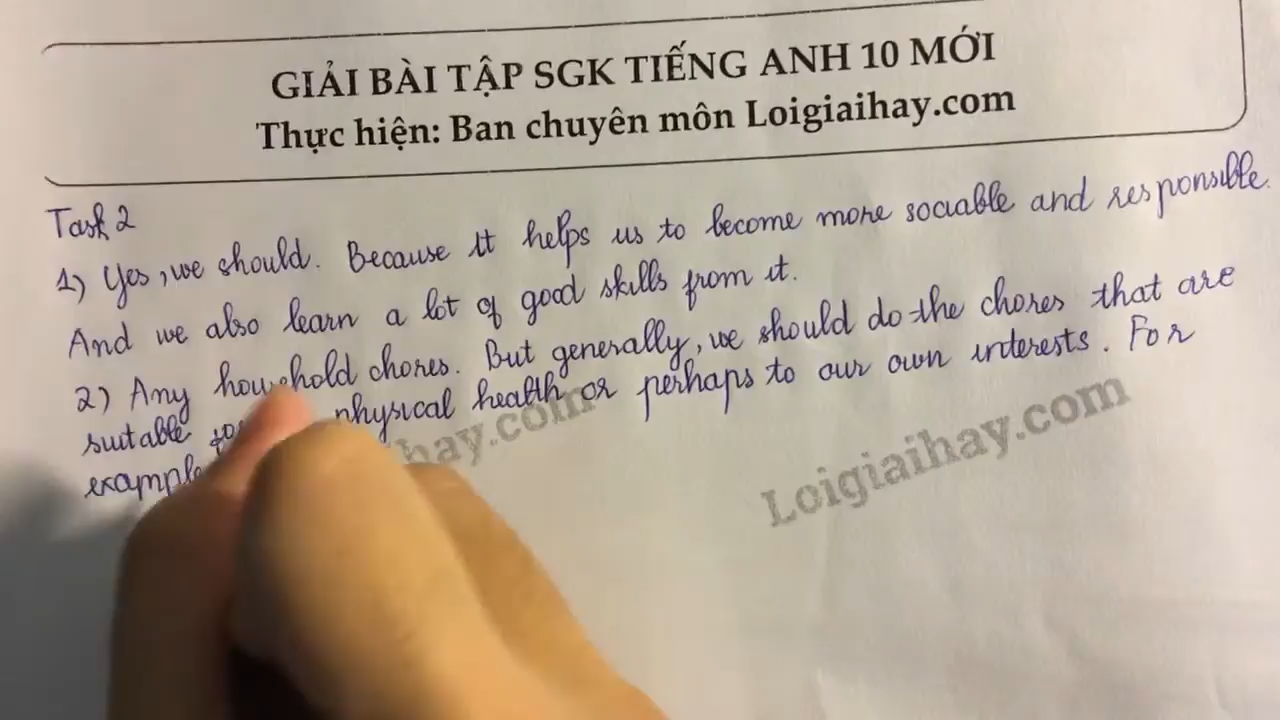 GIẢI BÀI TẬP SGK TIẾNG ANH 10 MỚI
Thực hiện: Ban chuyên môn Loigiaihay.com
Task 2
1) Yes, we should. Because it helps us to become more sociable and responsible.
And we also learn a lot of good skills from it.
2) Any household chores. But generally, we should do the chores that are
suitable physical health or perhaps to our own interests. For
example
aihay.com
Loigiaihay.com